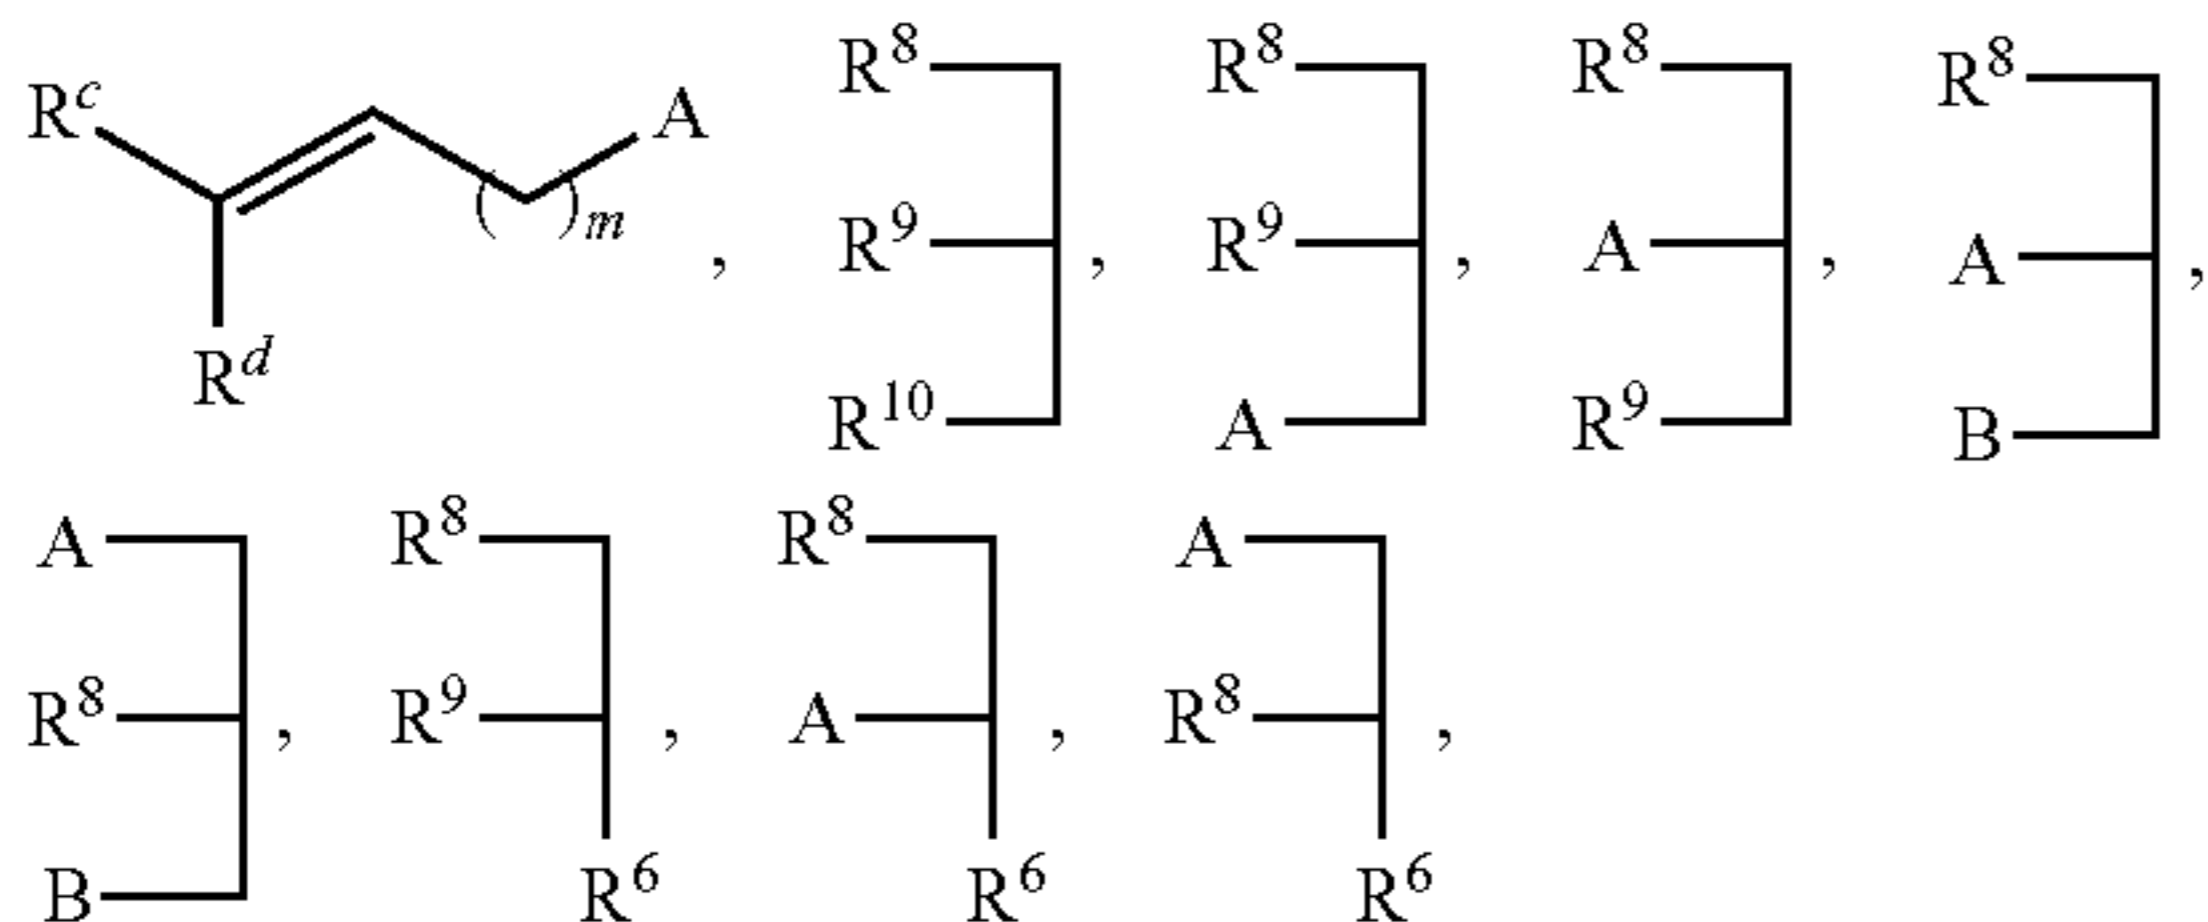 R^c A R^8 R^8 R^8 R^8
( )m , R^9 , R^9 , A , A ,
R^d R^10 A R^9 B
A R^8 R^8 A
R^8 , R^9 , A , R^8 ,
B R^6 R^6 R^6